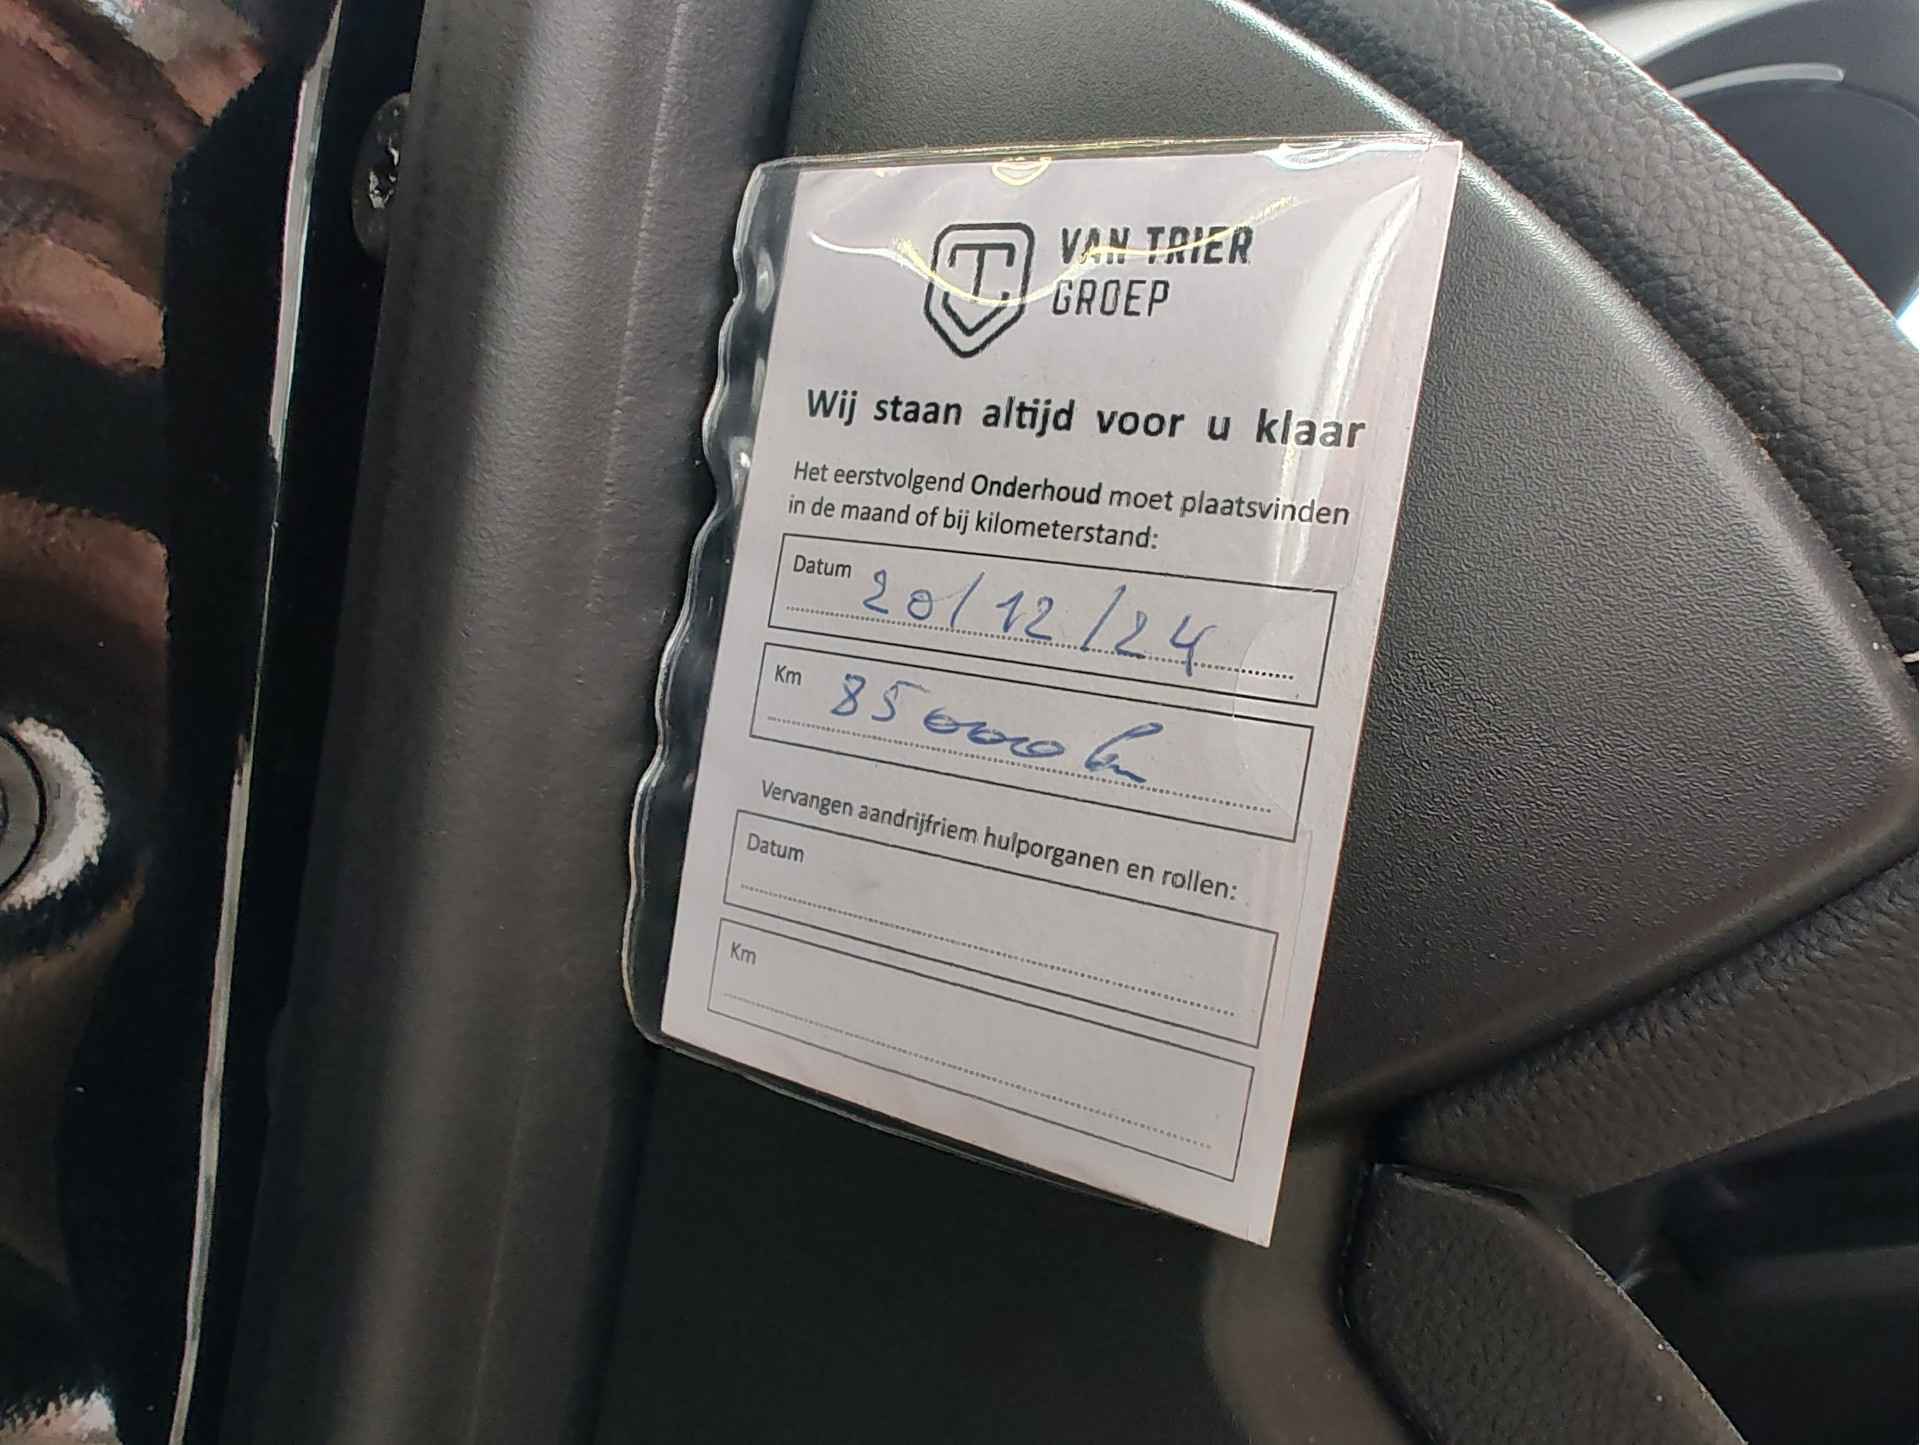 VAN TRIER
GROEP
Wij staan altijd voor u klaar
Het eerstvolgend Onderhoud moet plaatsvinden
in de maand of bij kilometerstand:
Datum 20/12/24
Km 85000 km
Vervangen aandrijfriem hulporganen en rollen:
Datum
Km